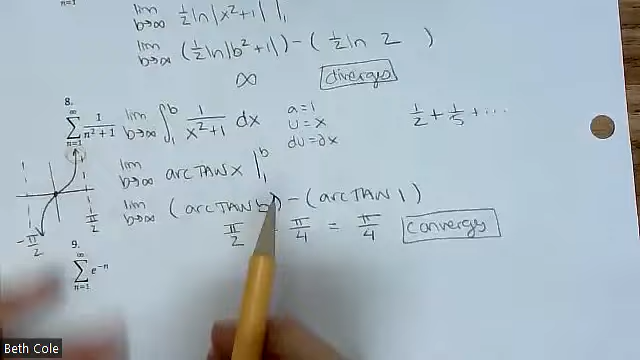 n=1
lim b→∞ ½ ln|x²+1| |₁
lim b→∞ (½ ln|b²+1|) - (½ ln 2 )
∞ diverges
8.
∞ ∑ n=1 1/(n²+1) lim b→∞ ∫₁ᵇ 1/(x²+1) dx a=1 u=x du=dx ½ + ⅕ + ...
lim b→∞ arcTAN x |₁ᵇ
lim b→∞ (arcTAN b) - (arcTAN 1)
-π/2 π/2
π/2 π/4 = π/4 converges
9.
∞ ∑ n=1 e⁻ⁿ
Beth Cole